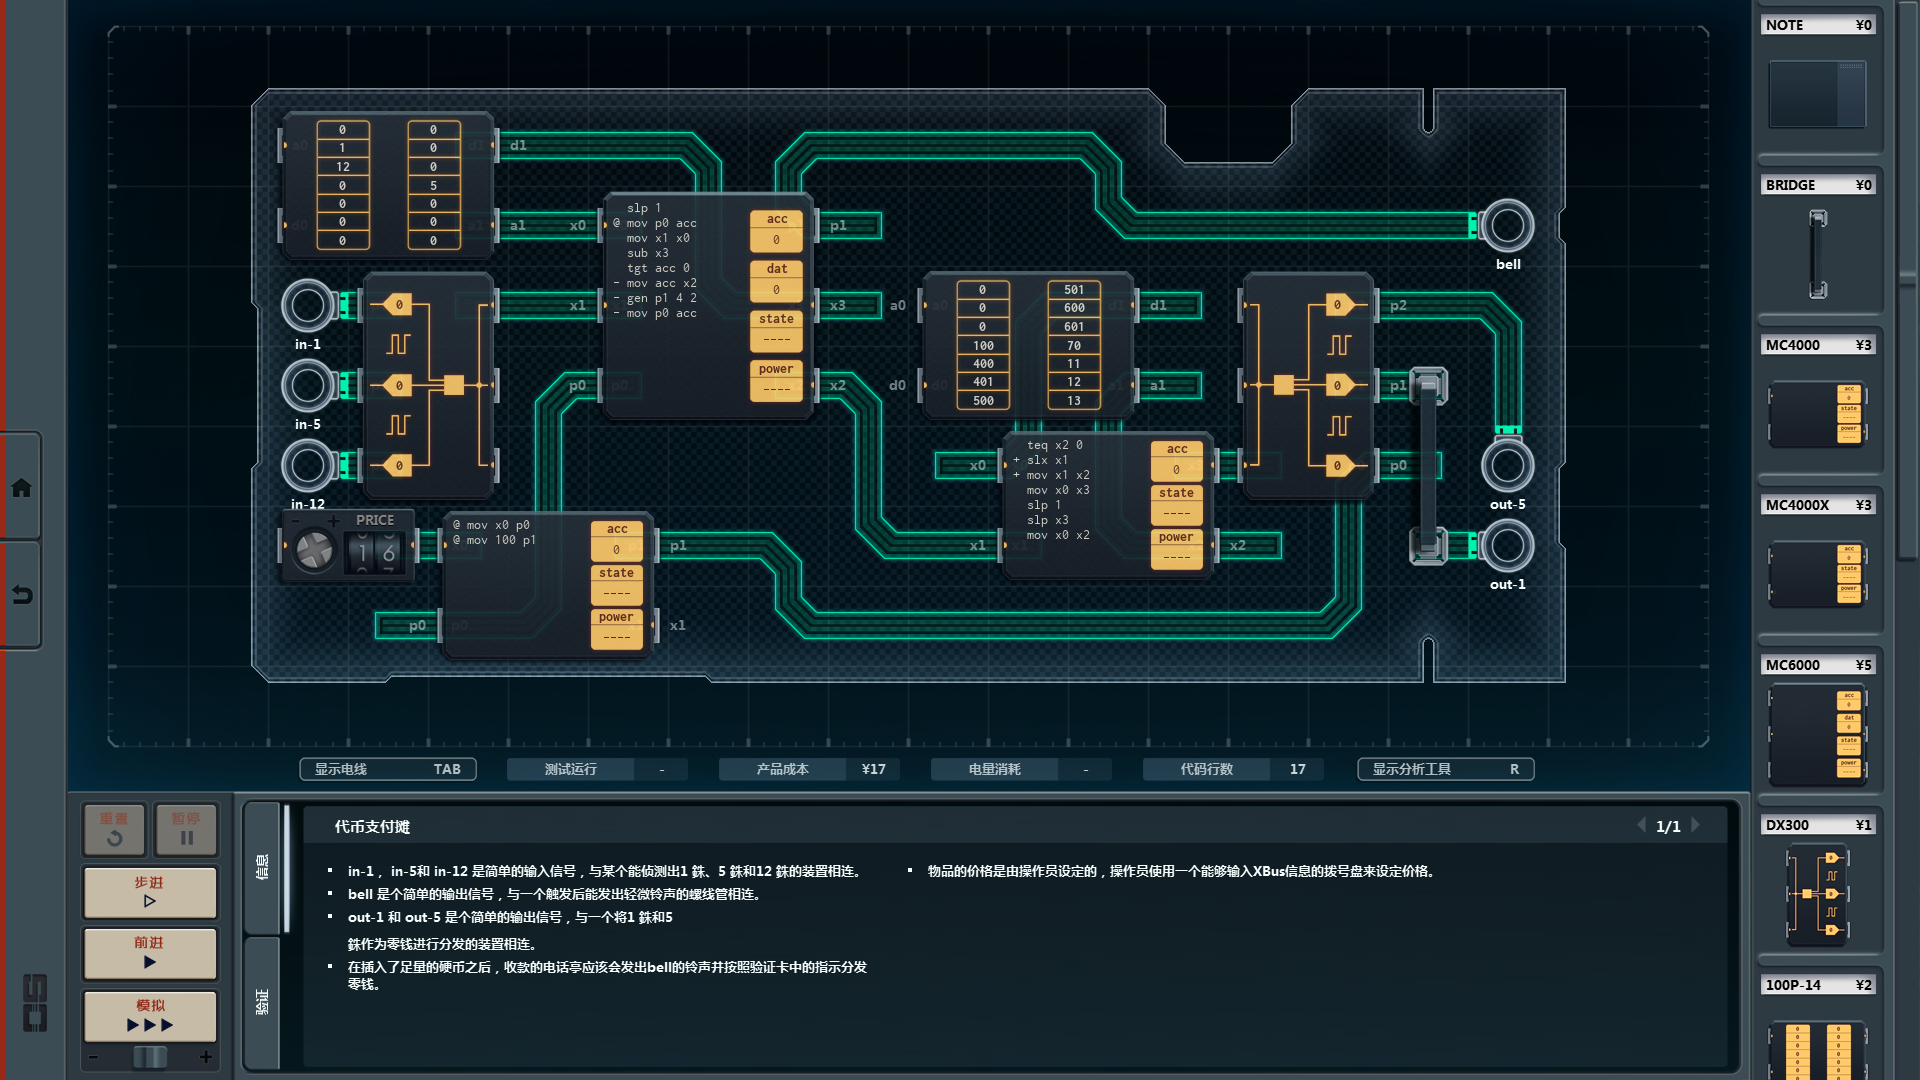 NOTE ¥0
BRIDGE ¥0
MC4000 ¥3
MC4000X ¥3
MC6000 ¥5
DX300 ¥1
100P-14 ¥2
0 0
1 0
12 0
0 5
0 0
0 0
0 0
d1
a1
x0
slp 1
@ mov p0 acc
mov x1 x0
sub x3
tgt acc 0
- mov acc x2
- gen p1 4 2
- mov p0 acc
acc
0
dat
0
state
----
power
----
p1
x1
x3
p0
x2
bell
in-1
in-5
in-12
0
0
0
a0
d0
0 501
0 600
0 601
100 70
400 11
401 12
500 13
d1
a1
0
0
0
p2
p1
p0
out-5
out-1
PRICE
- +
1 6
@ mov x0 p0
@ mov 100 p1
acc
0
state
----
power
----
p1
p0
x1
x0
x1
teq x2 0
+ slx x1
+ mov x1 x2
mov x0 x3
slp 1
slp x3
mov x0 x2
acc
0
state
----
power
----
x2
显示电线 TAB
测试运行 -
产品成本 ¥17
电量消耗 -
代码行数 17
显示分析工具 R
重置
暂停
步进
前进
模拟
- +
信息
验证
代币支付摊
1/1
▪ in-1，in-5和 in-12 是简单的输入信号，与某个能侦测出1 銖、5 銖和12 銖的装置相连。
▪ bell 是个简单的输出信号，与一个触发后能发出轻微铃声的螺线管相连。
▪ out-1 和 out-5 是个简单的输出信号，与一个将1 銖和5
銖作为零钱进行分发的装置相连。
▪ 在插入了足量的硬币之后，收款的电话亭应该会发出bell的铃声并按照验证卡中的指示分发
零钱。
▪ 物品的价格是由操作员设定的，操作员使用一个能够输入XBus信息的拨号盘来设定价格。